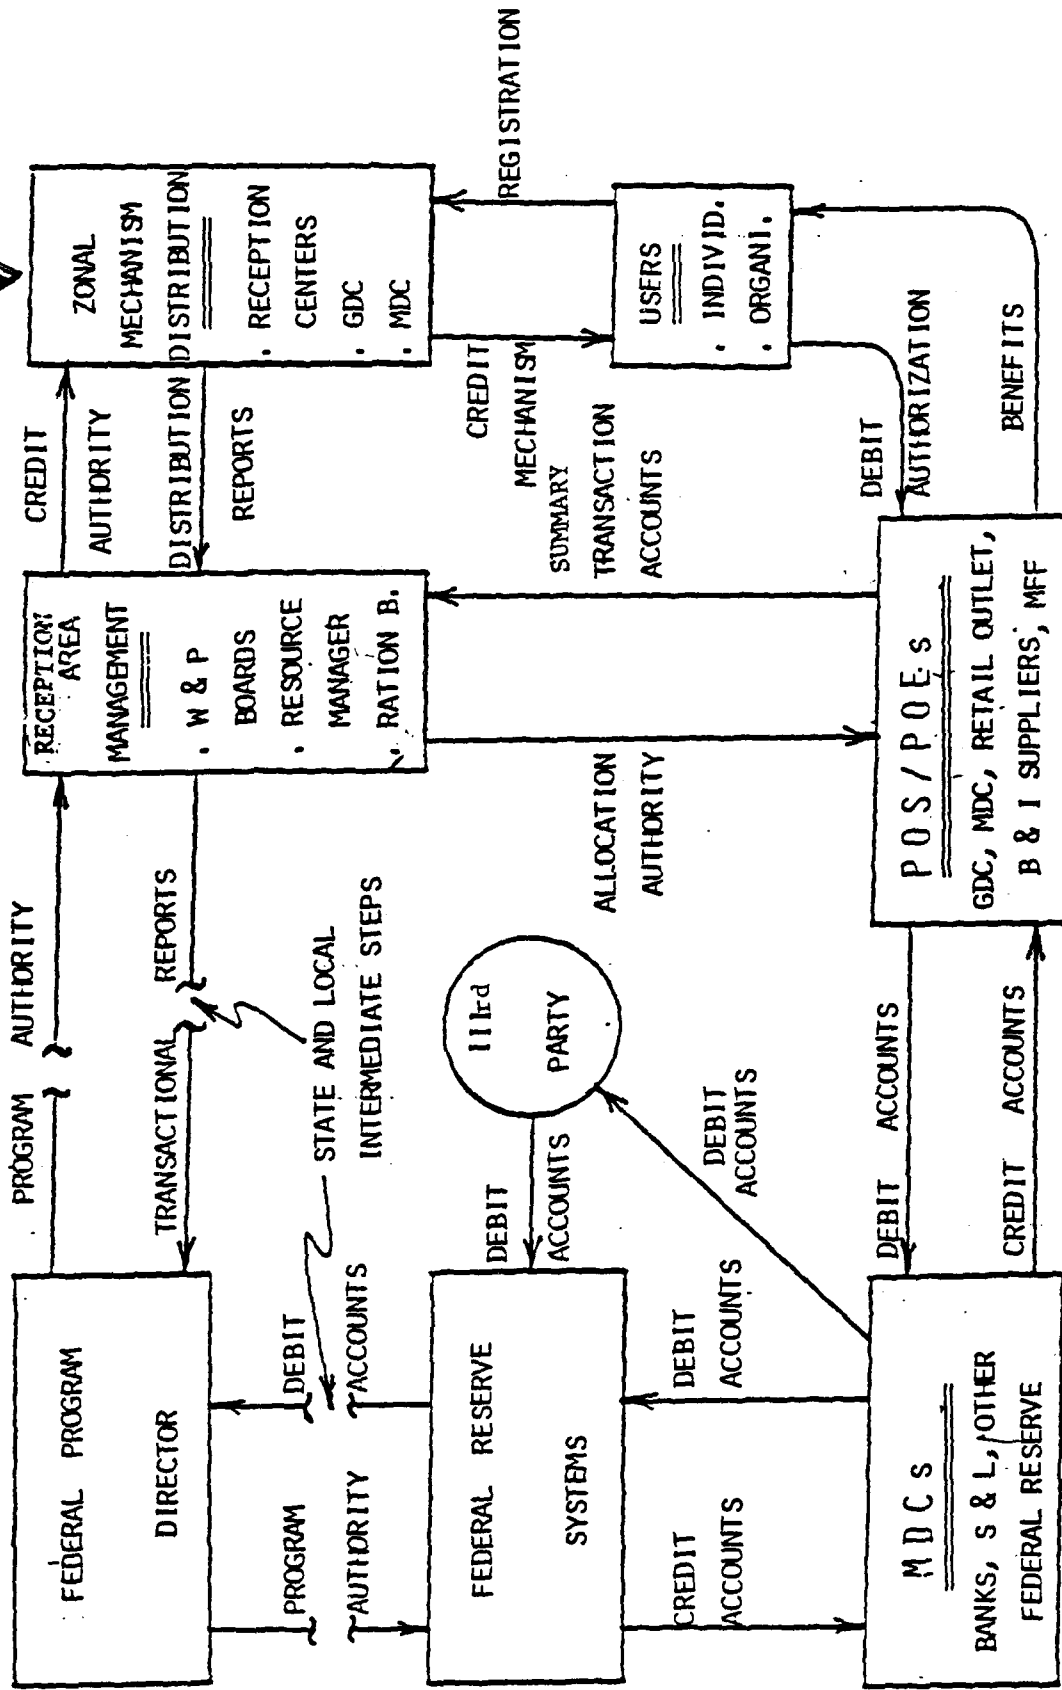 FEDERAL PROGRAM
DIRECTOR
PROGRAM AUTHORITY
TRANSACTIONAL REPORTS
RECEPTION
AREA
MANAGEMENT
. W & P
BOARDS
. RESOURCE
MANAGER
. RATION B.
CREDIT
AUTHORITY
DISTRIBUTION
REPORTS
ZONAL
MECHANISM
DISTRIBUTION
. RECEPTION
CENTERS
. GDC
. MDC
STATE AND LOCAL
INTERMEDIATE STEPS
PROGRAM
AUTHORITY
DEBIT
ACCOUNTS
FEDERAL RESERVE
SYSTEMS
DEBIT
ACCOUNTS
IIIrd
PARTY
ALLOCATION
AUTHORITY
SUMMARY
TRANSACTION
ACCOUNTS
CREDIT
MECHANISM
REGISTRATION
USERS
. INDIVID.
. ORGANI.
CREDIT
ACCOUNTS
DEBIT
ACCOUNTS
DEBIT
ACCOUNTS
DEBIT
AUTHORIZATION
BENEFITS
MDCs
BANKS, S & L, OTHER
FEDERAL RESERVE
DEBIT ACCOUNTS
CREDIT ACCOUNTS
POS/POEs
GDC, MDC, RETAIL OUTLET,
B & I SUPPLIERS, MFF